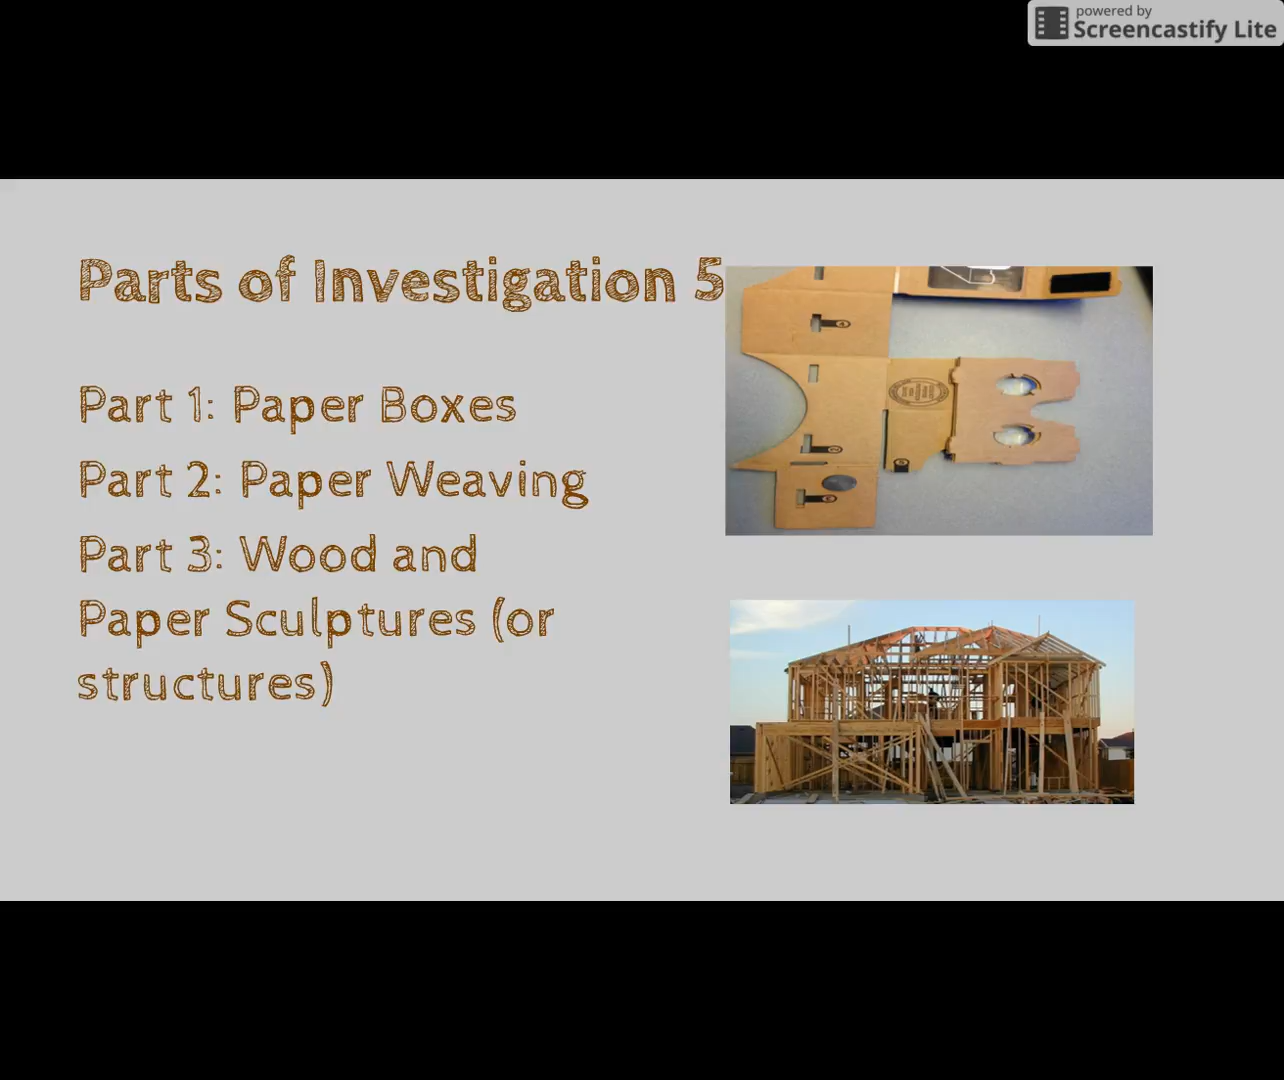 powered by
Screencastify Lite
Parts of Investigation 5
Part 1: Paper Boxes
Part 2: Paper Weaving
Part 3: Wood and
Paper Sculptures (or
structures)